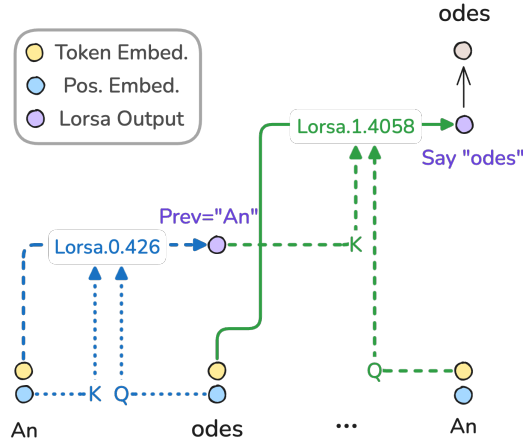 odes
Token Embed.
Pos. Embed.
Lorsa Output
Lorsa.1.4058
Say "odes"
Prev="An"
Lorsa.0.426
K
Q
K Q
An
odes
...
An